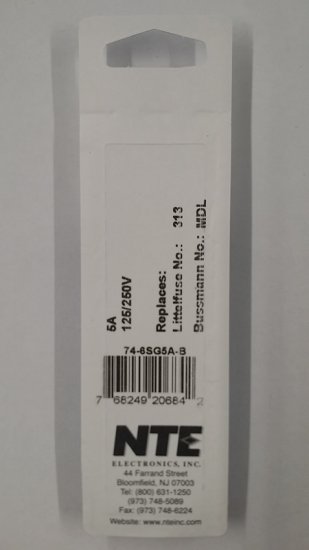 5A
125/250V
Replaces:
Littelfuse No.: 313
Bussmann No.: MDL
74-6SG5A-B
7 68249 20684 2
NTE
ELECTRONICS, INC.
44 Farrand Street
Bloomfield, NJ 07003
Tel: (800) 631-1250
(973) 748-5089
Fax: (973) 748-6224
Website: www.nteinc.com